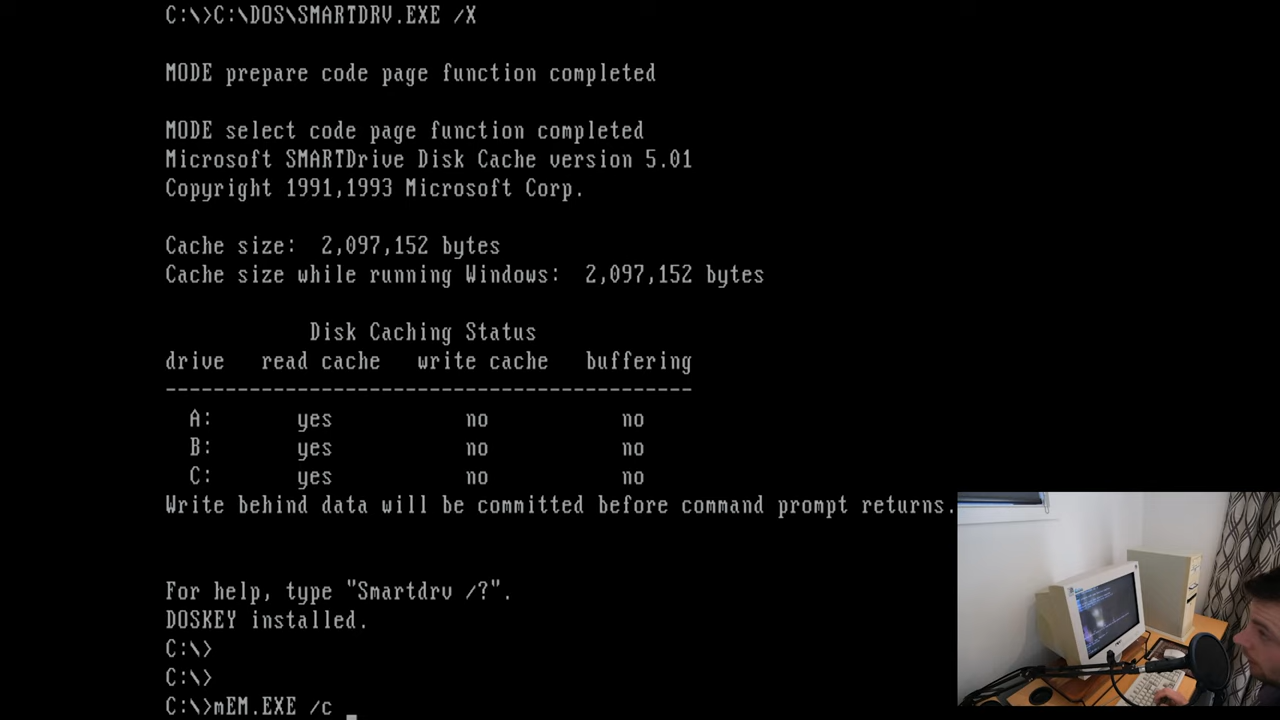 C:\>C:\DOS\SMARTDRV.EXE /X
MODE prepare code page function completed
MODE select code page function completed
Microsoft SMARTDrive Disk Cache version 5.01
Copyright 1991,1993 Microsoft Corp.
Cache size: 2,097,152 bytes
Cache size while running Windows: 2,097,152 bytes
Disk Caching Status
drive read cache write cache buffering
--------------------------------------------
A: yes no no
B: yes no no
C: yes no no
Write behind data will be committed before command prompt returns.
For help, type "Smartdrv /?".
DOSKEY installed.
C:\>
C:\>
C:\>mEM.EXE /c _